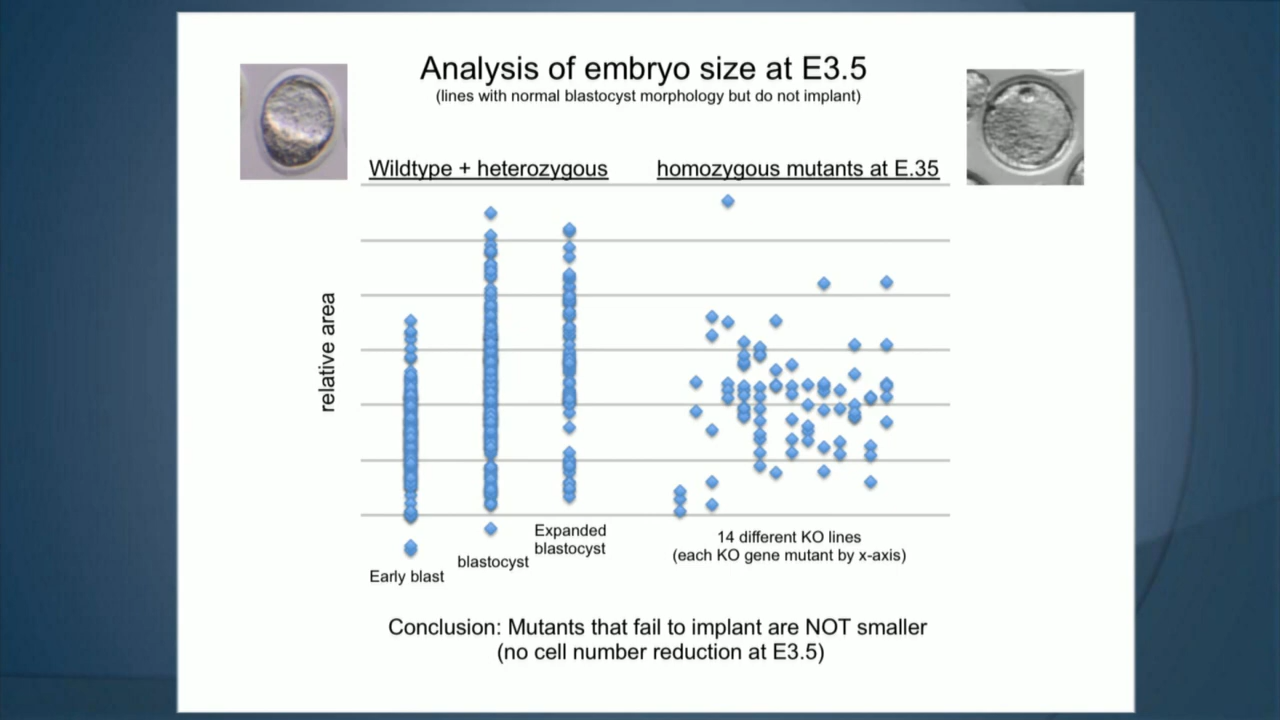 Analysis of embryo size at E3.5
(lines with normal blastocyst morphology but do not implant)
Wildtype + heterozygous
homozygous mutants at E.35
relative area
Early blast
blastocyst
Expanded
blastocyst
14 different KO lines
(each KO gene mutant by x-axis)
Conclusion: Mutants that fail to implant are NOT smaller
(no cell number reduction at E3.5)